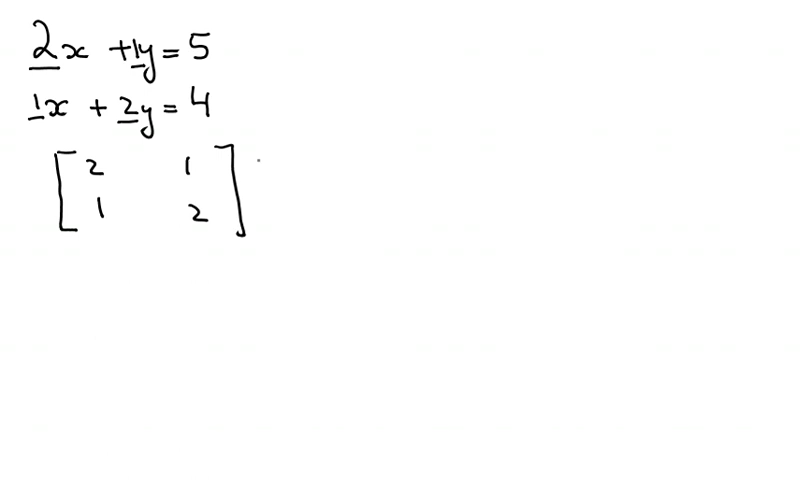 2x +1y = 5
1x + 2y = 4
[2 1
1 2]